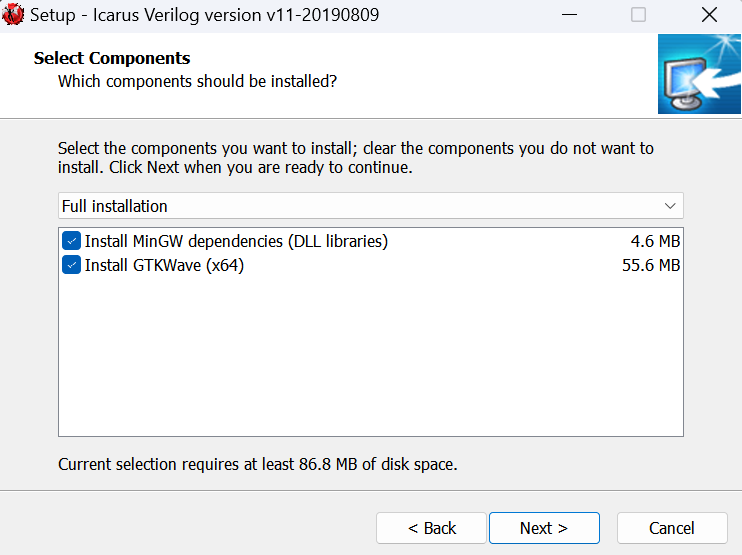 Setup - Icarus Verilog version v11-20190809
Select Components
Which components should be installed?
Select the components you want to install; clear the components you do not want to
install. Click Next when you are ready to continue.
Full installation
Install MinGW dependencies (DLL libraries) 4.6 MB
Install GTKWave (x64) 55.6 MB
Current selection requires at least 86.8 MB of disk space.
< Back Next > Cancel